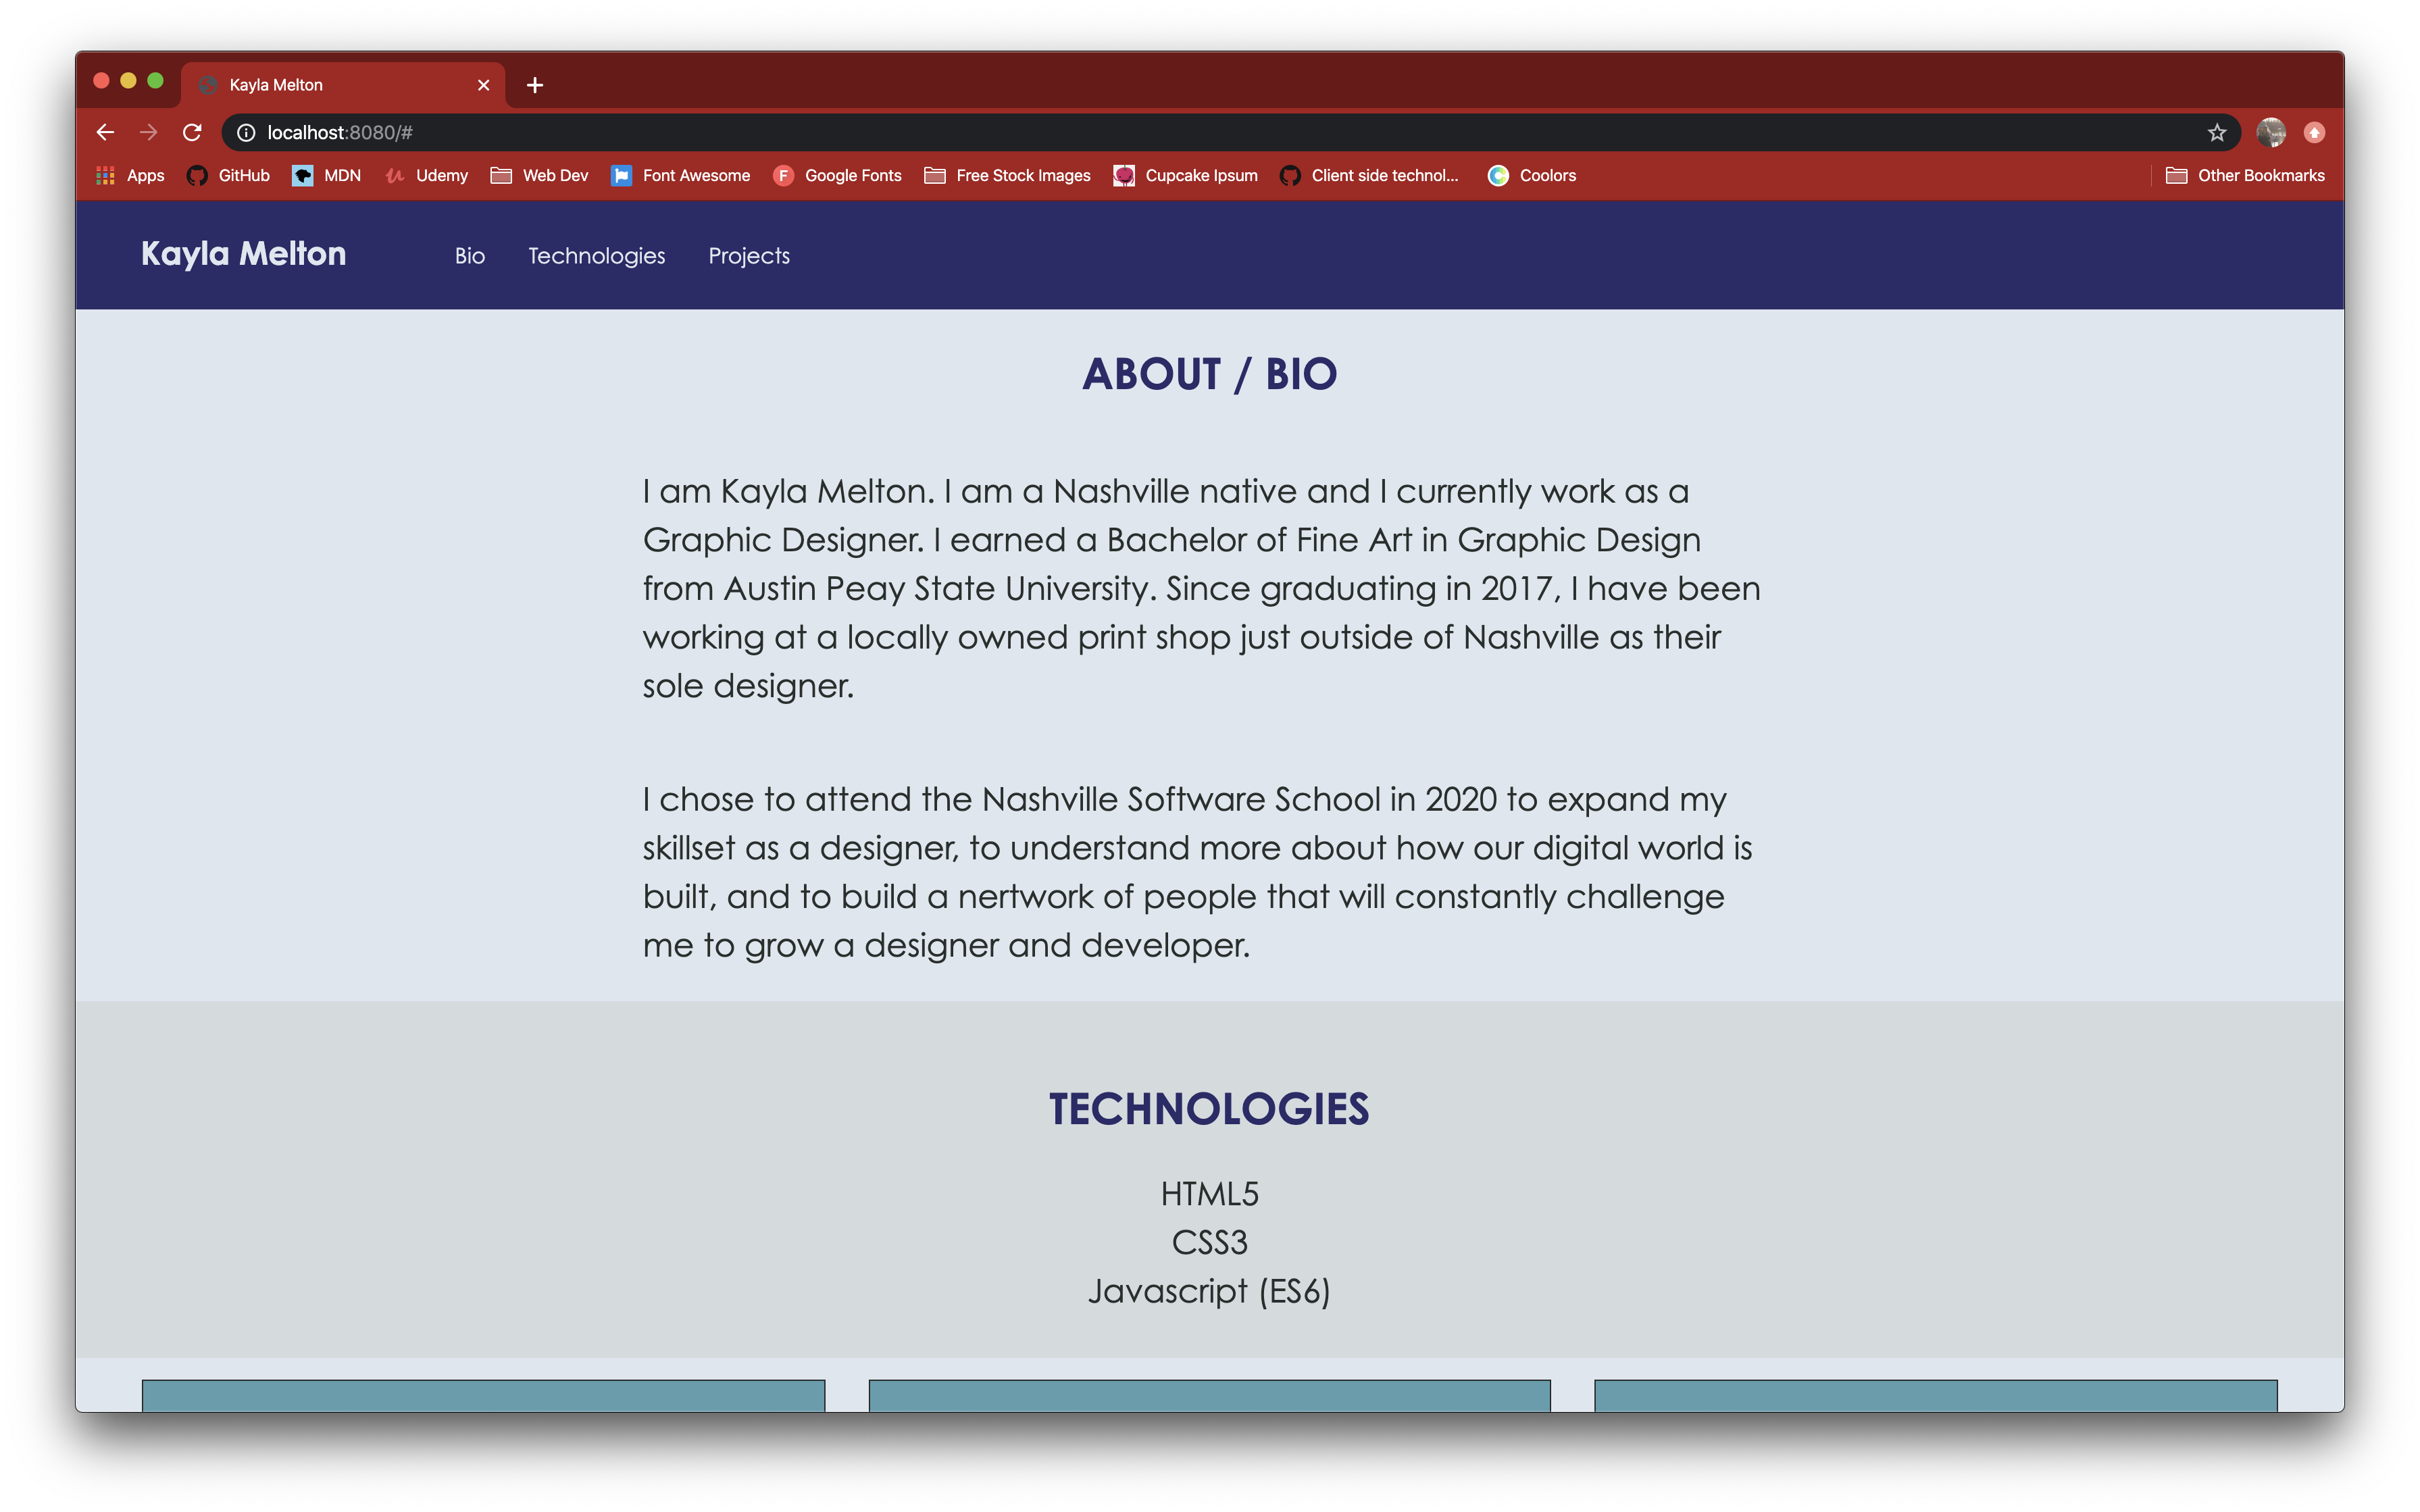 Kayla Melton
localhost:8080/#
Apps GitHub MDN Udemy Web Dev Font Awesome F Google Fonts Free Stock Images Cupcake Ipsum Client side technol... Coolors Other Bookmarks
Kayla Melton Bio Technologies Projects
ABOUT / BIO
I am Kayla Melton. I am a Nashville native and I currently work as a
Graphic Designer. I earned a Bachelor of Fine Art in Graphic Design
from Austin Peay State University. Since graduating in 2017, I have been
working at a locally owned print shop just outside of Nashville as their
sole designer.
I chose to attend the Nashville Software School in 2020 to expand my
skillset as a designer, to understand more about how our digital world is
built, and to build a nertwork of people that will constantly challenge
me to grow a designer and developer.
TECHNOLOGIES
HTML5
CSS3
Javascript (ES6)